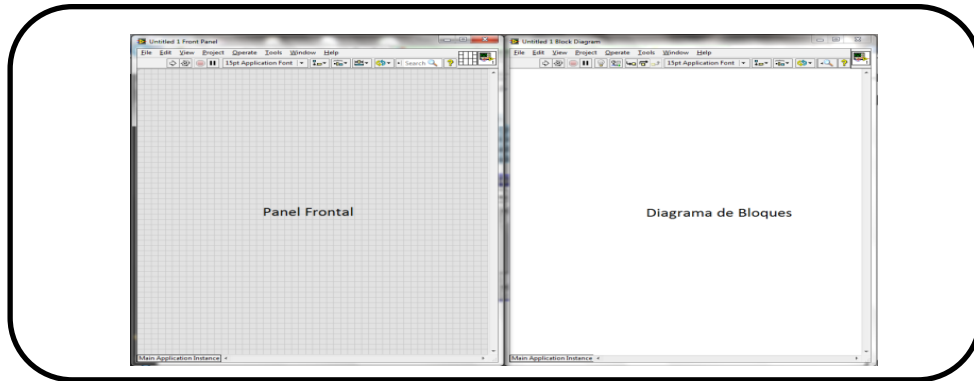 Untitled 1 Front Panel
File Edit View Project Operate Tools Window Help
15pt Application Font
Search
Panel Frontal
Main Application Instance
Untitled 1 Block Diagram
File Edit View Project Operate Tools Window Help
15pt Application Font
Diagrama de Bloques
Main Application Instance